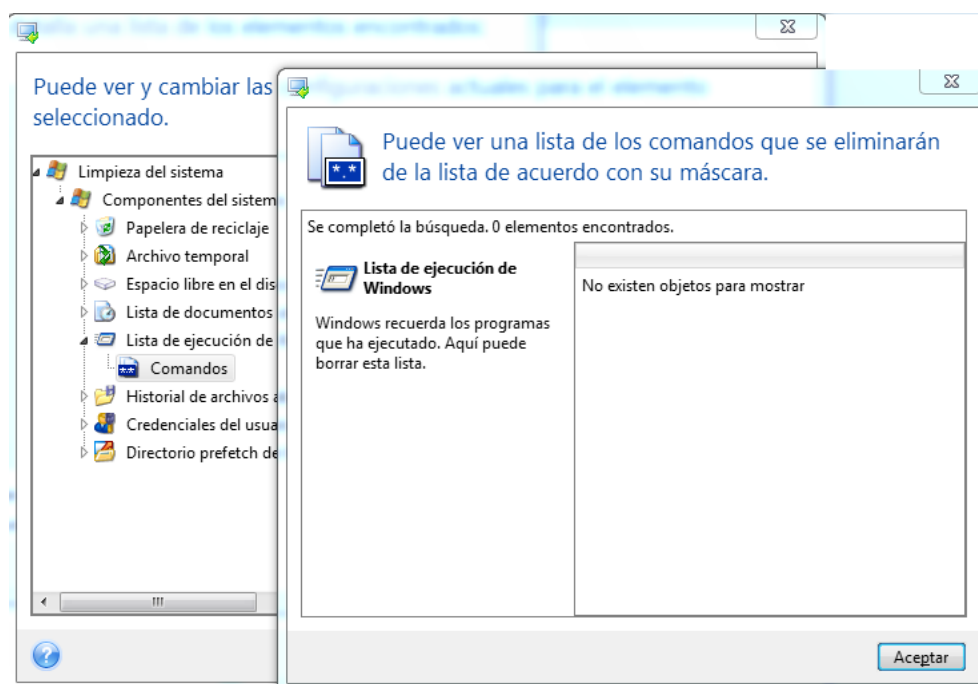 Puede ver y cambiar las
seleccionado.
Limpieza del sistema
Componentes del sistem
Papelera de reciclaje
Archivo temporal
Espacio libre en el dis
Lista de documentos
Lista de ejecución de
Comandos
Historial de archivos a
Credenciales del usua
Directorio prefetch de
Puede ver una lista de los comandos que se eliminarán
de la lista de acuerdo con su máscara.
Se completó la búsqueda. 0 elementos encontrados.
Lista de ejecución de
Windows
Windows recuerda los programas
que ha ejecutado. Aquí puede
borrar esta lista.
No existen objetos para mostrar
Aceptar